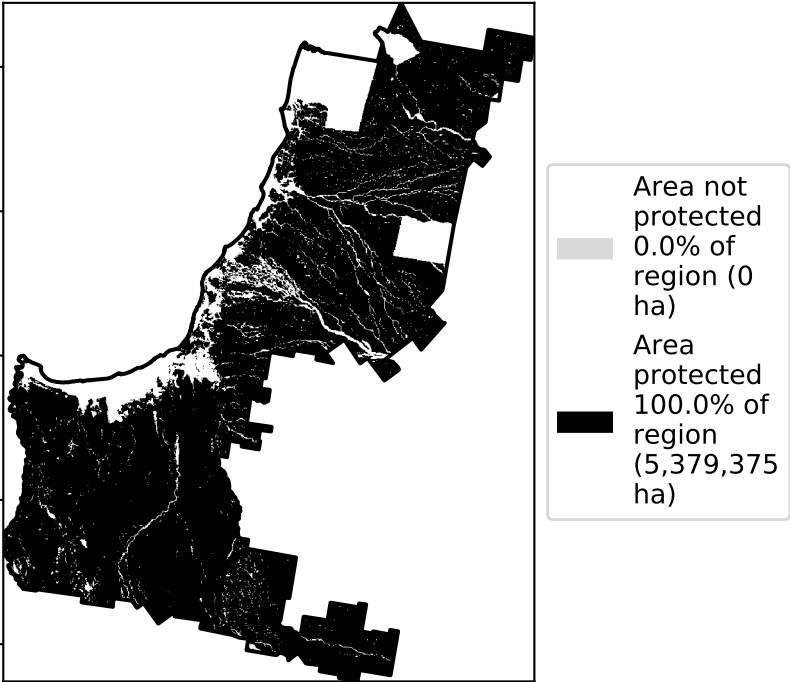 Area not
protected
0.0% of
region (0
ha)
Area
protected
100.0% of
region
(5,379,375
ha)